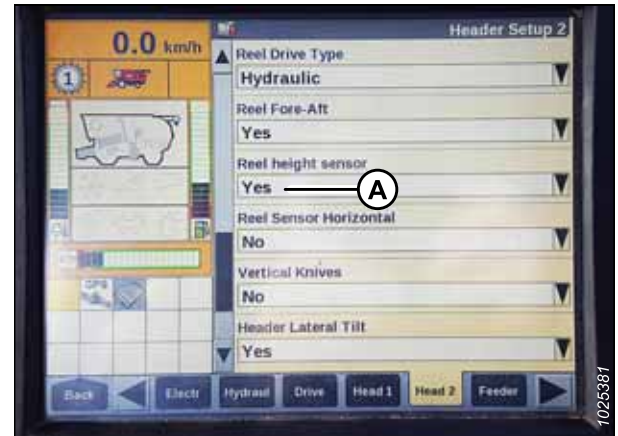 0.0 km/h
Header Setup 2
1
Reel Drive Type
Hydraulic
Reel Fore-Aft
Yes
Reel height sensor
Yes
A
Reel Sensor Horizontal
No
Vertical Knives
No
GPS
Header Lateral Tilt
Yes
Back
Electr
Hydraul
Drive
Head 1
Head 2
Feeder
1025381